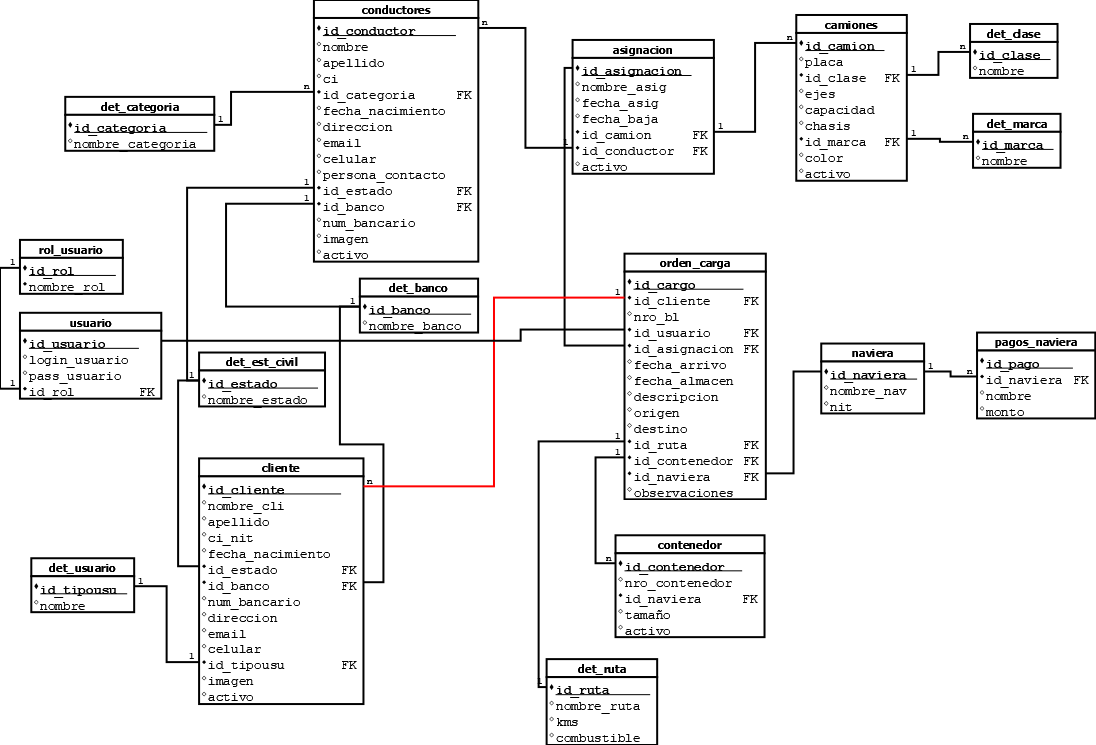 conductores
id_conductor
nombre
apellido
ci
id_categoria FK
fecha_nacimiento
direccion
email
celular
persona_contacto
id_estado FK
id_banco FK
num_bancario
imagen
activo
n
n
1
1
det_categoria
id_categoria
nombre_categoria
1
asignacion
id_asignacion
nombre_asig
fecha_asig
fecha_baja
id_camion FK
id_conductor FK
activo
1
1
camiones
id_camion
placa
id_clase FK
ejes
capacidad
chasis
id_marca FK
color
activo
n
1
1
det_clase
id_clase
nombre
n
det_marca
id_marca
nombre
n
rol_usuario
id_rol
nombre_rol
1
usuario
id_usuario
login_usuario
pass_usuario
id_rol FK
1
det_banco
id_banco
nombre_banco
1
det_est_civil
id_estado
nombre_estado
1
orden_carga
id_cargo
id_cliente FK
nro_bl
id_usuario FK
id_asignacion FK
fecha_arrivo
fecha_almacen
descripcion
origen
destino
id_ruta FK
id_contenedor FK
id_naviera FK
observaciones
1
1
1
naviera
id_naviera
nombre_nav
nit
1
pagos_naviera
id_pago
id_naviera FK
nombre
monto
n
cliente
id_cliente
nombre_cli
apellido
ci_nit
fecha_nacimiento
id_estado FK
id_banco FK
num_bancario
direccion
email
celular
id_tipousu FK
imagen
activo
n
1
det_usuario
id_tipousu
nombre
1
contenedor
id_contenedor
nro_contenedor
id_naviera FK
tamaño
activo
n
det_ruta
id_ruta
nombre_ruta
kms
combustible
1